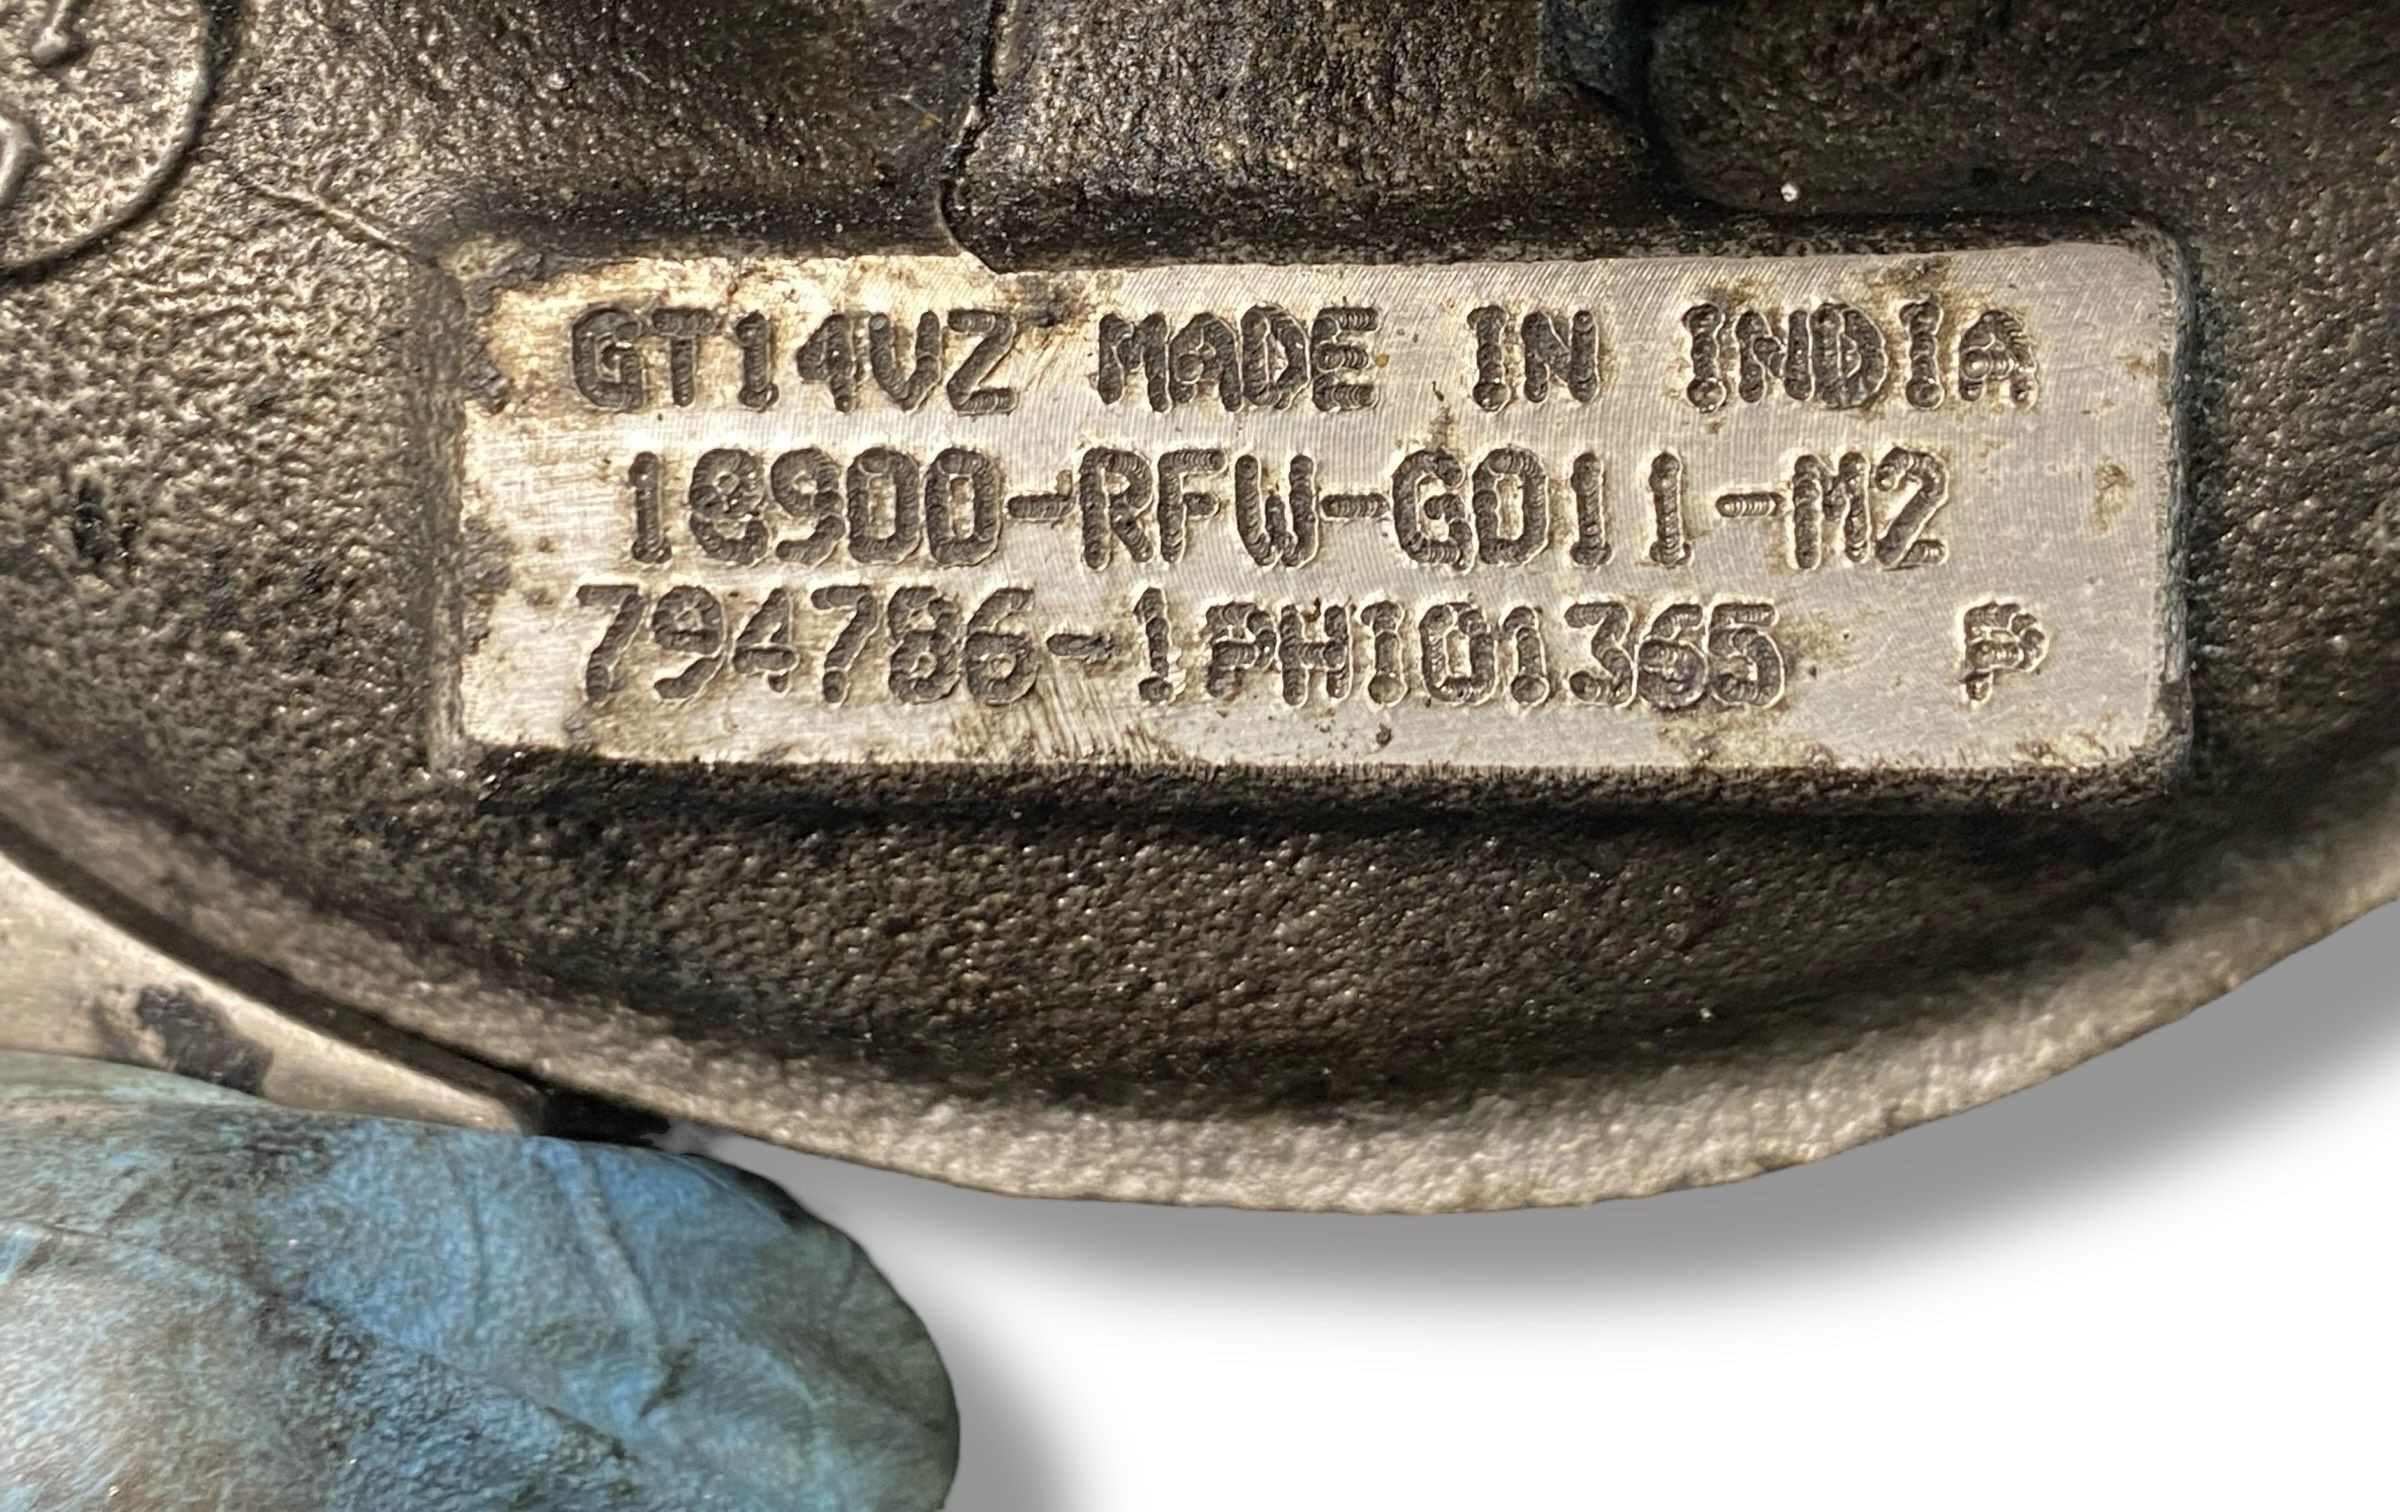 GT14VZ MADE IN INDIA
18900-RFW-G011-M2
794786-1PH101365 P